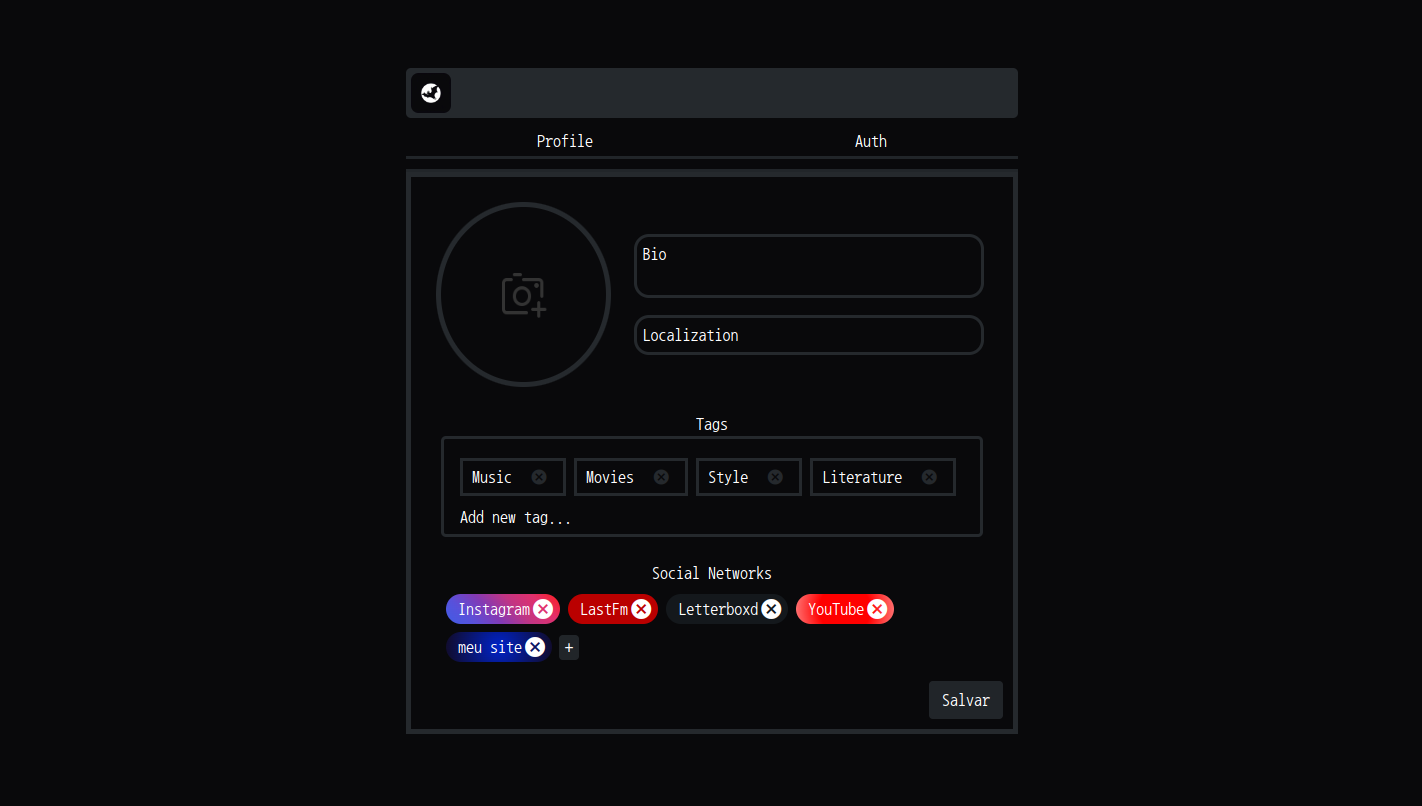 Profile Auth
Bio
Localization
Tags
Music Movies Style Literature
Add new tag...
Social Networks
Instagram LastFm Letterboxd YouTube
meu site +
Salvar